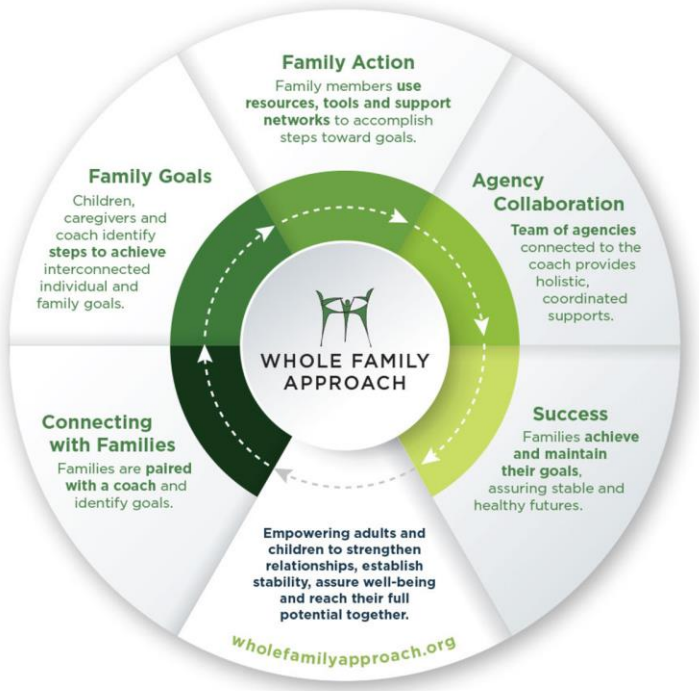 WHOLE FAMILY
APPROACH
Connecting
with Families
Families are paired
with a coach and
identify goals.
Family Goals
Children,
caregivers and
coach identify
steps to achieve
interconnected
individual and
family goals.
Family Action
Family members use
resources, tools and support
networks to accomplish
steps toward goals.
Agency
Collaboration
Team of agencies
connected to the
coach provides
holistic,
coordinated
supports.
Success
Families achieve
and maintain
their goals,
assuring stable and
healthy futures.
Empowering adults and
children to strengthen
relationships, establish
stability, assure well-being
and reach their full
potential together.
wholefamilyapproach.org